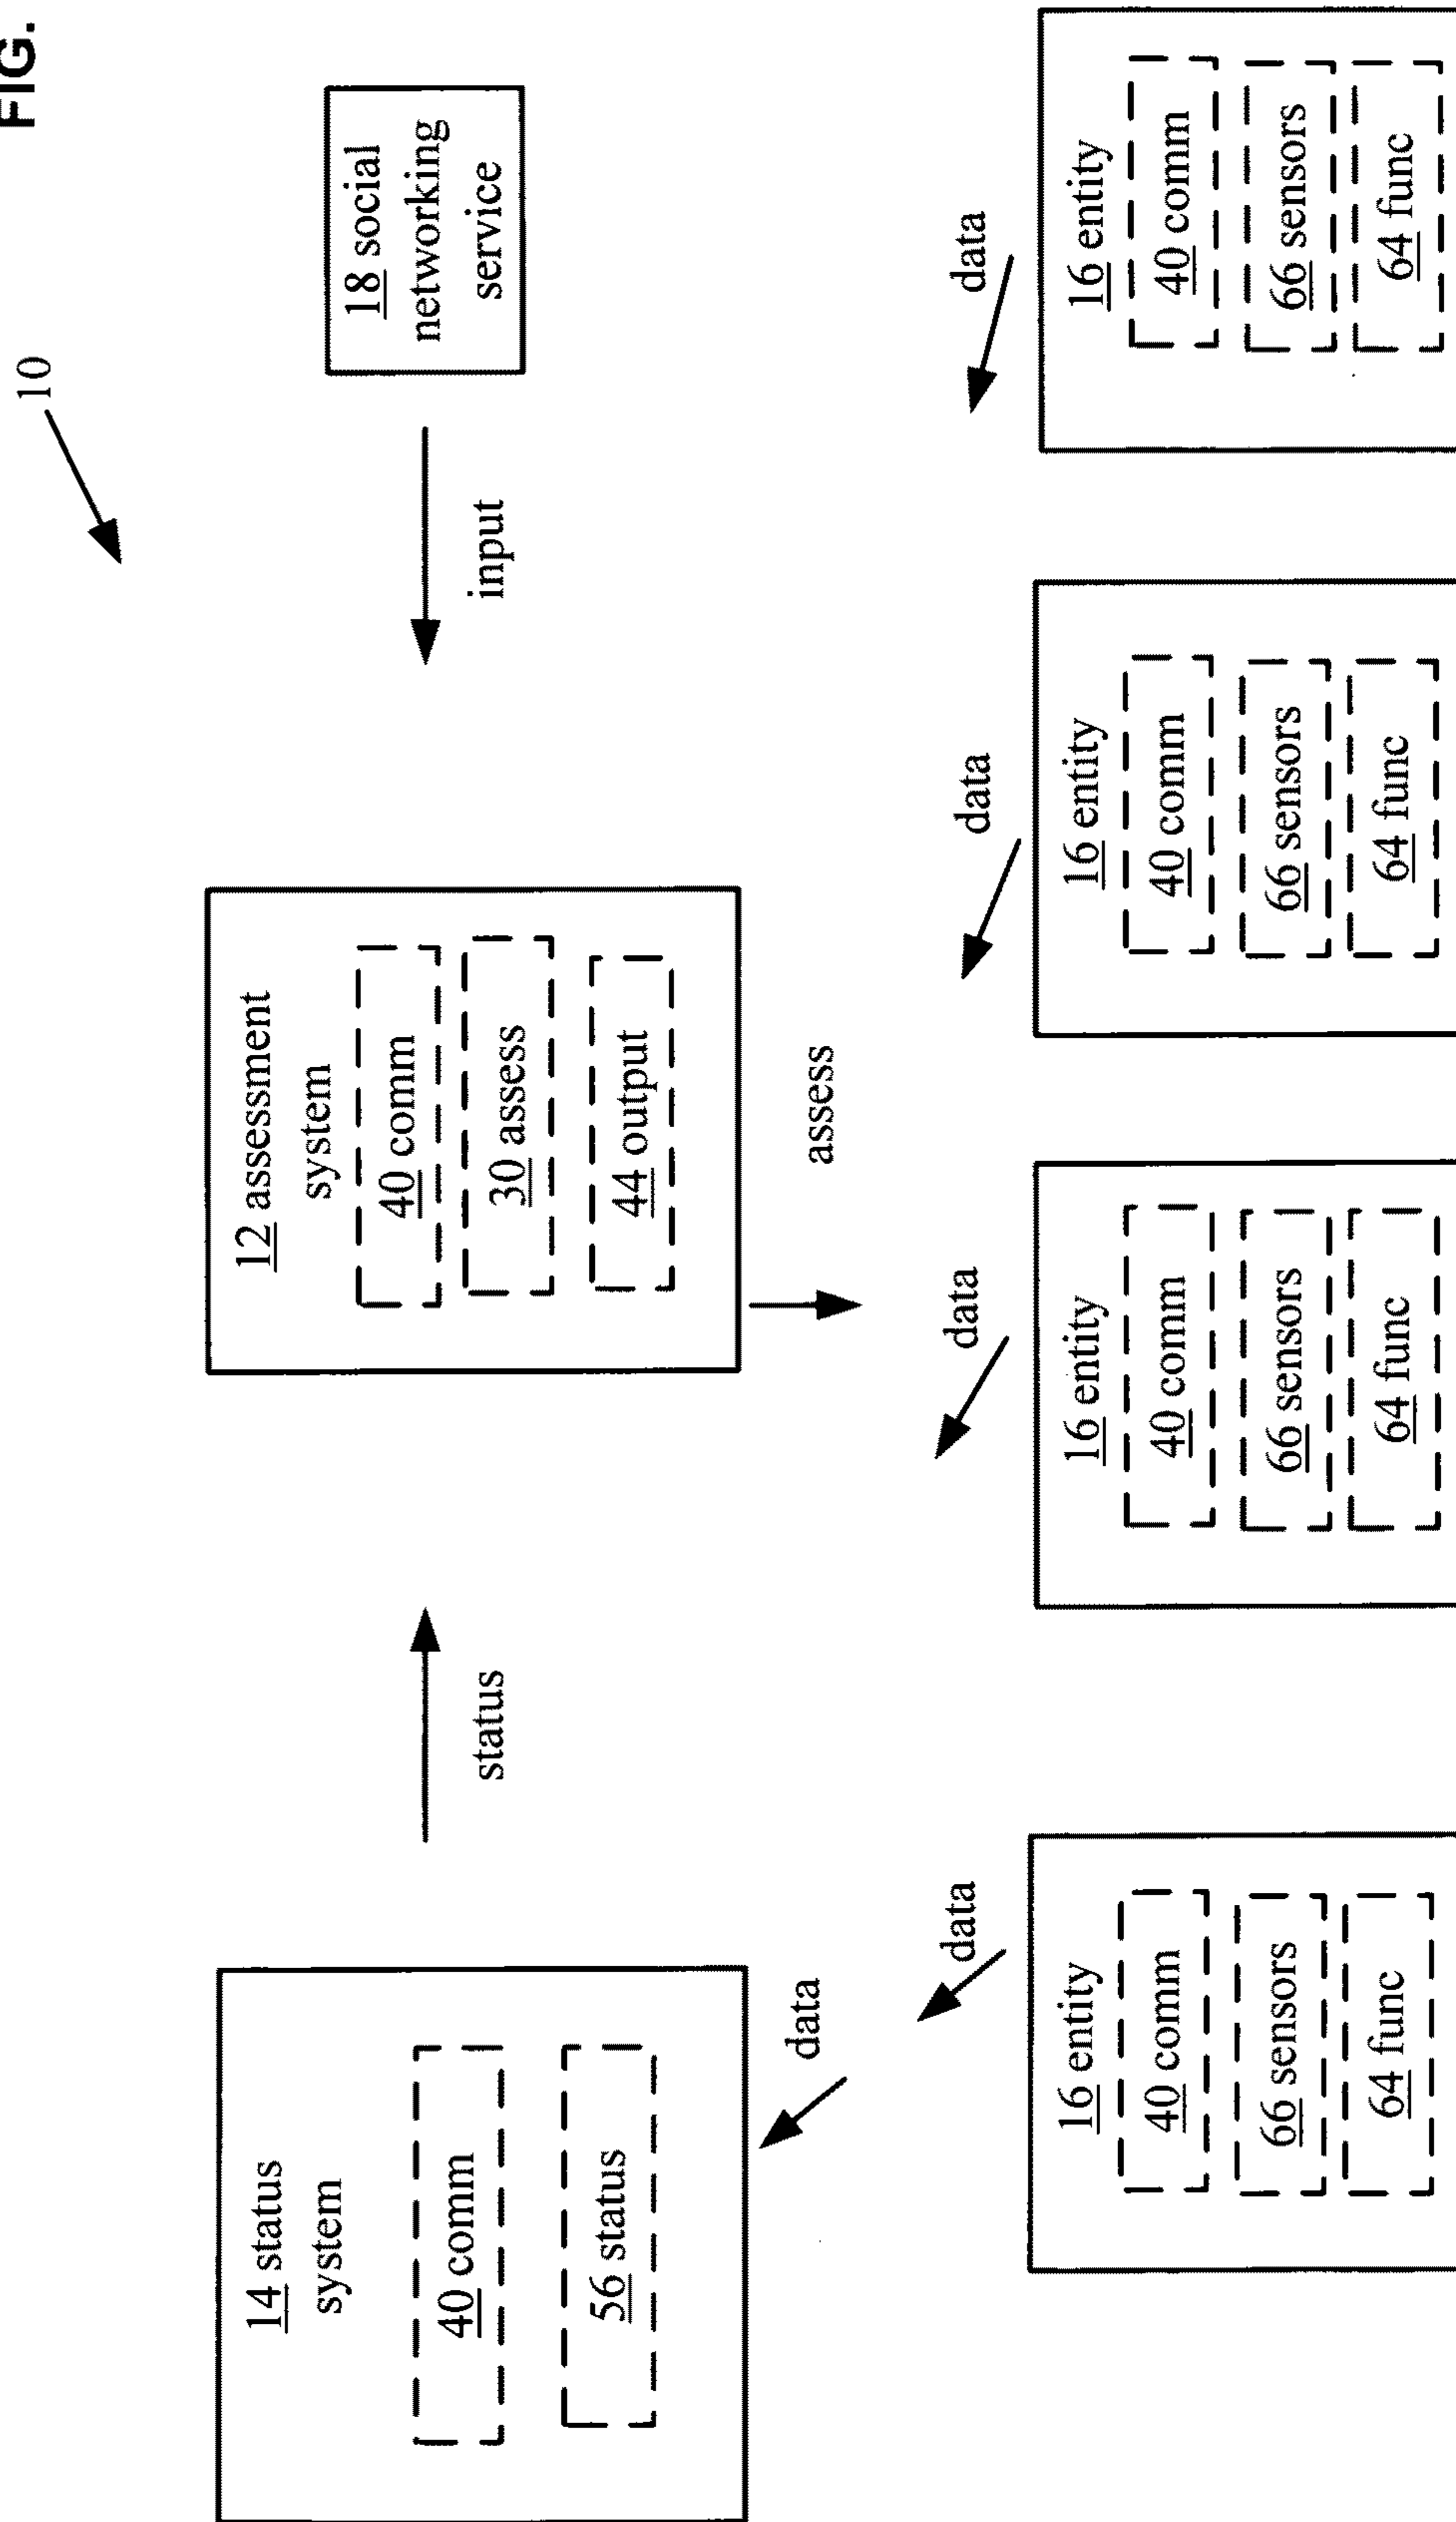 FIG.
10
18 social
networking
service
input
12 assessment
system
40 comm
30 assess
44 output
assess
status
14 status
system
40 comm
56 status
data
data
16 entity
40 comm
66 sensors
64 func
data
16 entity
40 comm
66 sensors
64 func
data
16 entity
40 comm
66 sensors
64 func
data
16 entity
40 comm
66 sensors
64 func